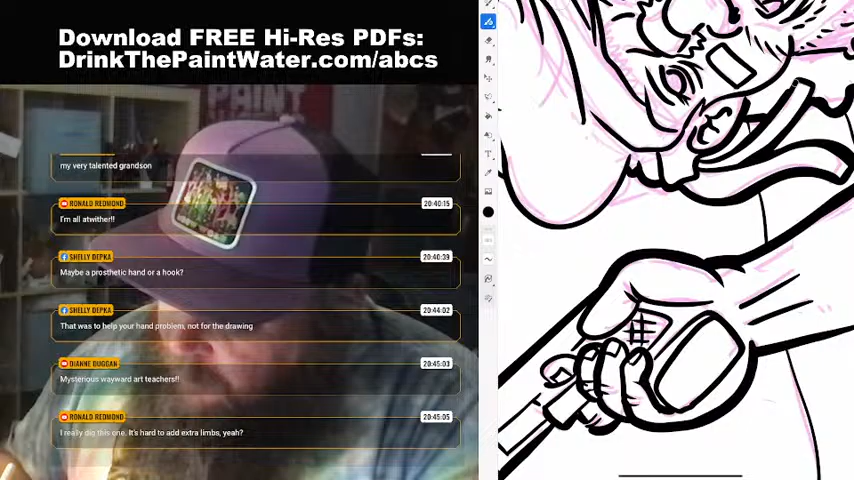 Download FREE Hi-Res PDFs:
DrinkThePaintWater.com/abcs
PAINT
my very talented grandson
RONALD REDMOND 20:40:15
I'm all atwither!!
SHELLY DEPKA 20:40:39
Maybe a prosthetic hand or a hook?
SHELLY DEPKA 20:44:02
That was to help your hand problem, not for the drawing
DIANNE DUGGAN 20:45:03
Mysterious wayward art teachers!!
RONALD REDMOND 20:45:05
I really dig this one. It's hard to add extra limbs, yeah?